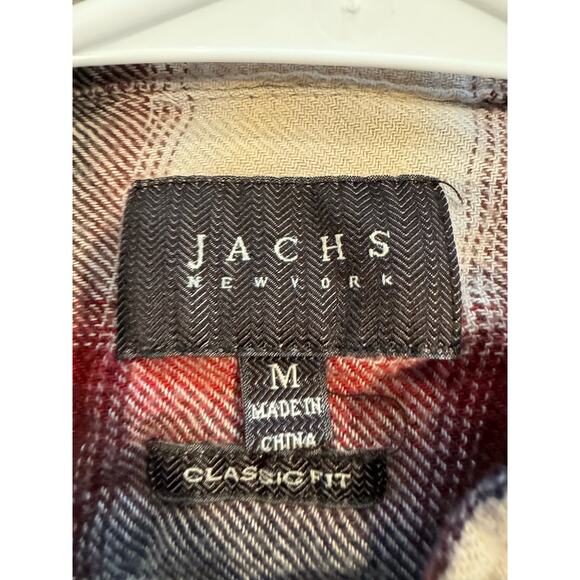 JACHS
NEW YORK
M
MADE IN
CHINA
CLASSIC FIT